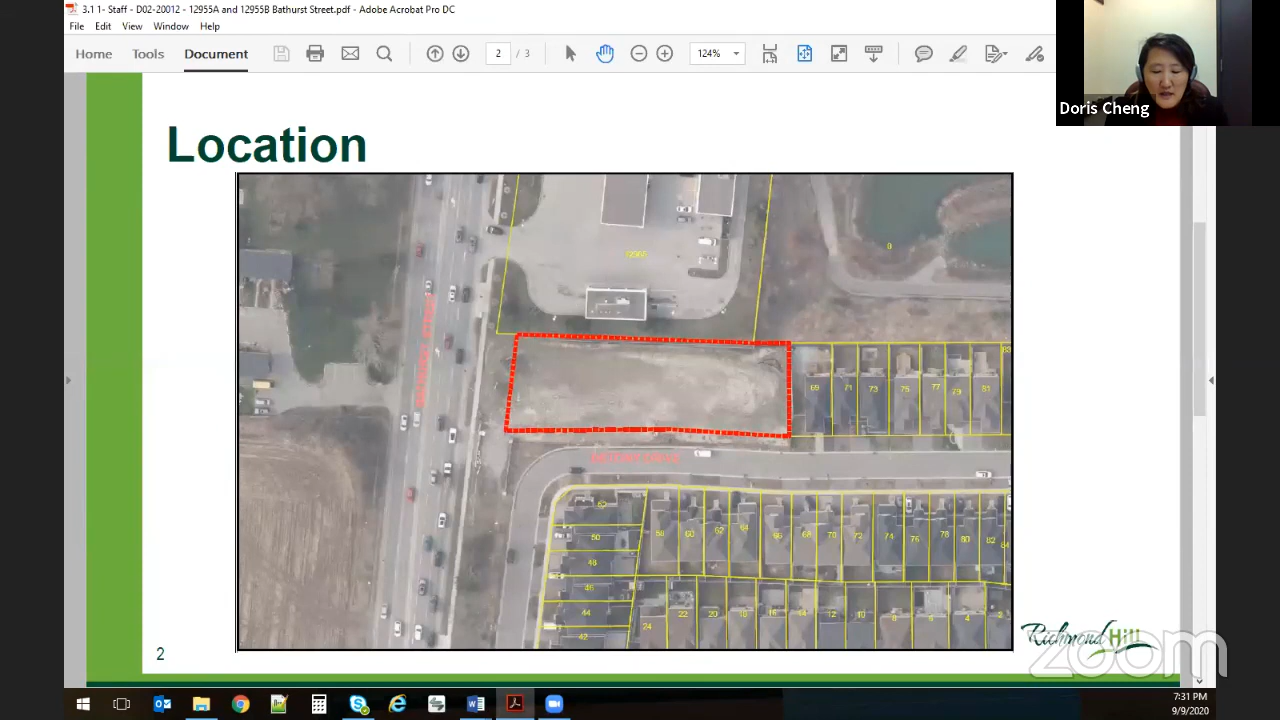 3.1 1- Staff - D02-20012 - 12955A and 12955B Bathurst Street.pdf - Adobe Acrobat Pro DC
File Edit View Window Help
Home Tools Document 2 / 3 124%
Doris Cheng
Location
0
69 71 73 75 77 79 81 83
50
48
46
44
42
58 60 62 64 66 68 70 72 74 76 78 80 82 84
24 22 20 18 16 14 12 10 8 6 4 2
2
Richmond Hill
zoom
7:31 PM
9/9/2020